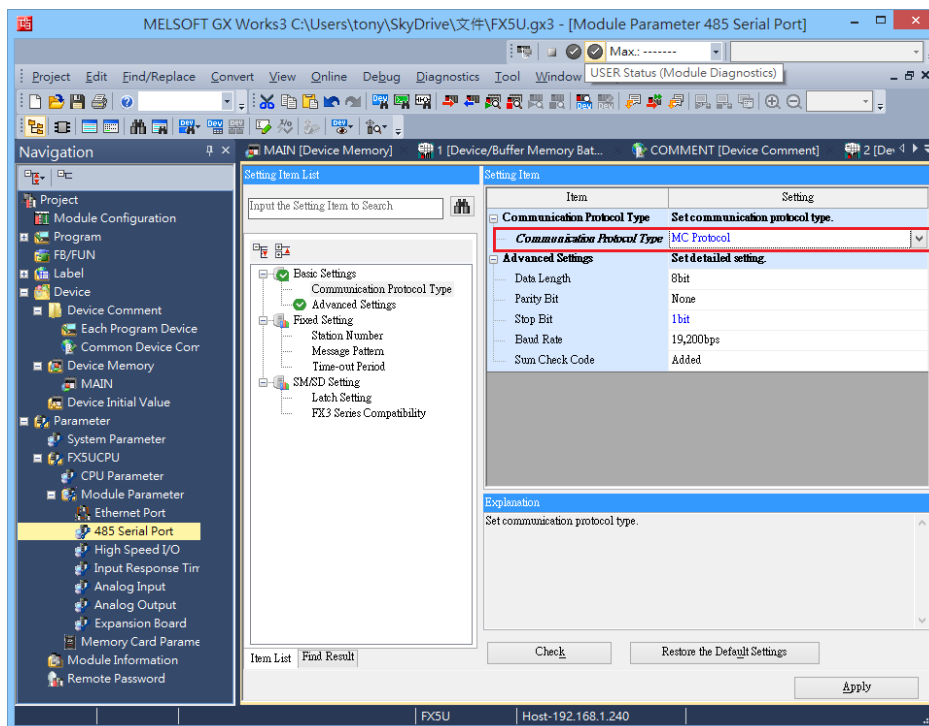 MELSOFT GX Works3 C:\Users\tony\SkyDrive\文件\FX5U.gx3 - [Module Parameter 485 Serial Port]
Max.: -------
Project Edit Find/Replace Convert View Online Debug Diagnostics Tool Window
USER Status (Module Diagnostics)
Navigation
MAIN [Device Memory]
1 [Device/Buffer Memory Bat...
COMMENT [Device Comment]
2 [De
Project
Module Configuration
Program
FB/FUN
Label
Device
Device Comment
Each Program Device
Common Device Com
Device Memory
MAIN
Device Initial Value
Parameter
System Parameter
FX5UCPU
CPU Parameter
Module Parameter
Ethernet Port
485 Serial Port
High Speed I/O
Input Response Tim
Analog Input
Analog Output
Expansion Board
Memory Card Parame
Module Information
Remote Password
Setting Item List
Input the Setting Item to Search
Basic Settings
Communication Protocol Type
Advanced Settings
Fixed Setting
Station Number
Message Pattern
Time-out Period
SM/SD Setting
Latch Setting
FX3 Series Compatibility
Item List Find Result
Setting Item
Item Setting
Communication Protocol Type Set communication protocol type.
Communication Protocol Type MC Protocol
Advanced Settings Set detailed setting.
Data Length 8bit
Parity Bit None
Stop Bit 1bit
Baud Rate 19,200bps
Sum Check Code Added
Explanation
Set communication protocol type.
Check Restore the Default Settings
Apply
FX5U Host-192.168.1.240